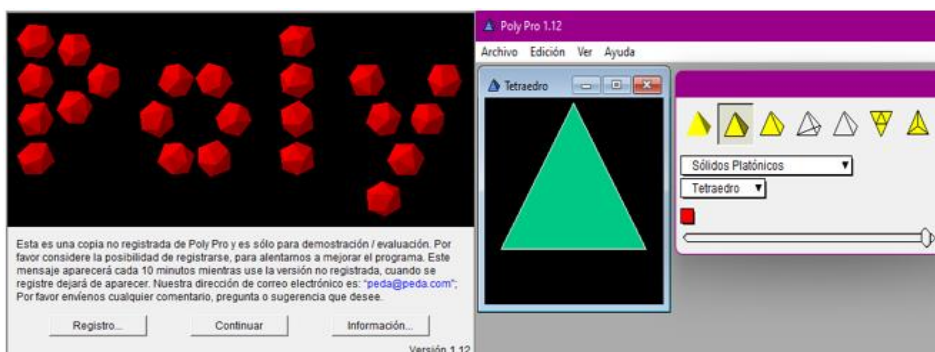 Poly
Esta es una copia no registrada de Poly Pro y es sólo para demostración / evaluación. Por
favor considere la posibilidad de registrarse, para alentarnos a mejorar el programa. Este
mensaje aparecerá cada 10 minutos mientras use la versión no registrada, cuando se
registre dejará de aparecer. Nuestra dirección de correo electrónico es: "peda@peda.com";
Por favor envíenos cualquier comentario, pregunta o sugerencia que desee.
Registro...
Continuar
Información...
Versión 1.12
Poly Pro 1.12
Archivo Edición Ver Ayuda
Tetraedro
Sólidos Platónicos
Tetraedro